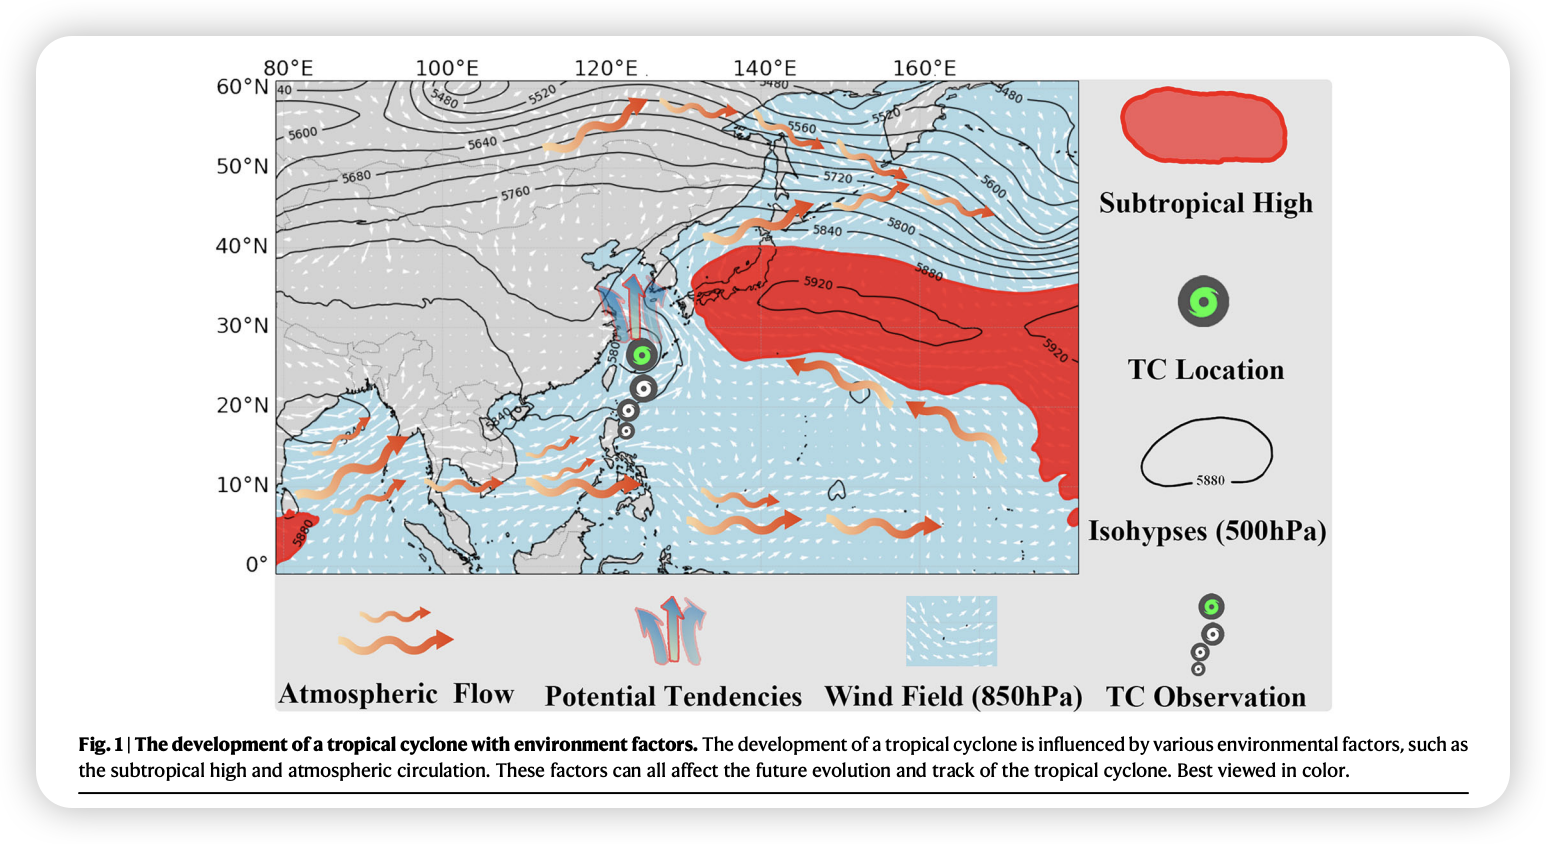 80°E 100°E 120°E 140°E 160°E
60°N
50°N
40°N
30°N
20°N
10°N
0°
40
5480
5520
5480
5480
5600
5640
5560
5520
5680
5760
5720
5600
5840
5800
5880
5920
5920
5800
5840
5880
Subtropical High
TC Location
5880
Isohypses (500hPa)
Atmospheric Flow
Potential Tendencies
Wind Field (850hPa)
TC Observation
Fig. 1 | The development of a tropical cyclone with environment factors. The development of a tropical cyclone is influenced by various environmental factors, such as
the subtropical high and atmospheric circulation. These factors can all affect the future evolution and track of the tropical cyclone. Best viewed in color.